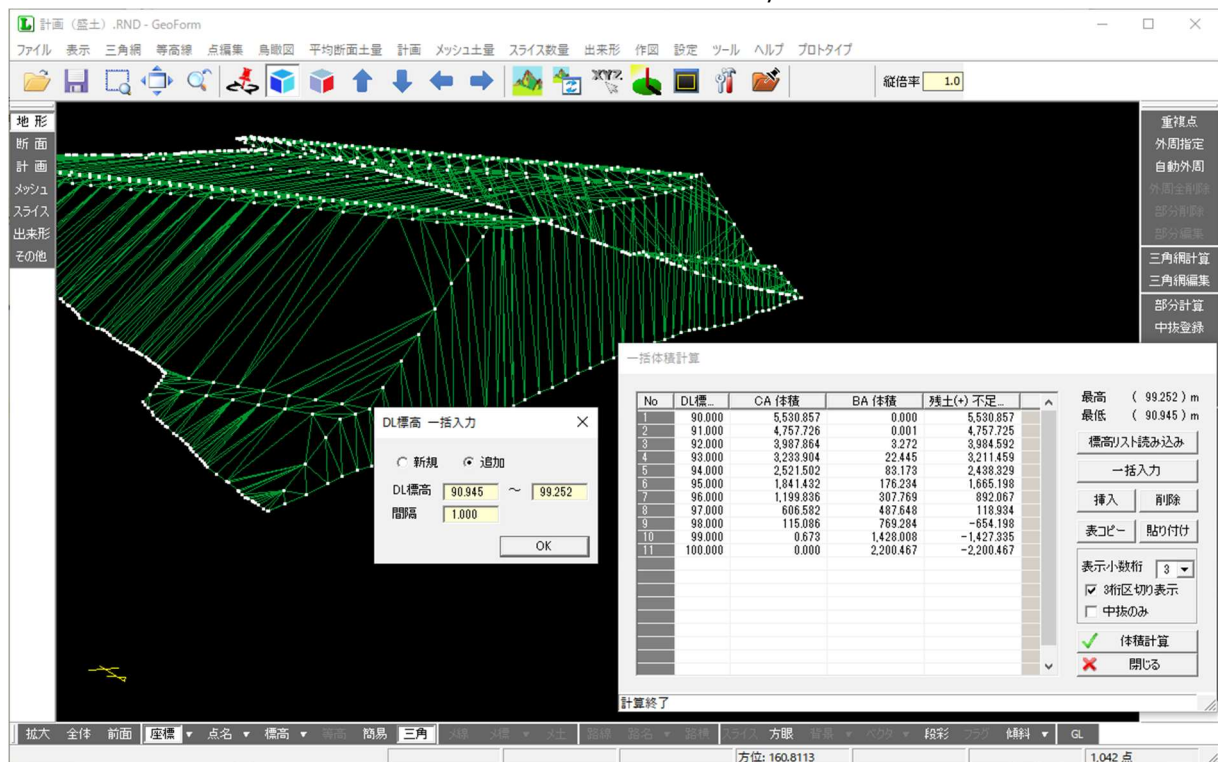 計画（盛土）.RND - GeoForm
ファイル 表示 三角網 等高線 点編集 鳥瞰図 平均断面土量 計画 メッシュ土量 スライス数量 出来形 作図 設定 ツール ヘルプ プロトタイプ
XYZ 縦倍率 1.0
地形
断面
計画
メッシュ
スライス
出来形
その他
重複点
外周指定
自動外周
外周全削除
部分削除
部分編集
三角網計算
三角網編集
部分計算
中抜登録
DL標高 一括入力
新規 追加
DL標高 90.945 ～ 99.252
間隔 1.000
OK
一括体積計算
No DL標... CA 体積 BA 体積 残土(+) 不足...
1 90.000 5,530.857 0.000 5,530.857
2 91.000 4,757.726 0.001 4,757.725
3 92.000 3,987.864 3.272 3,984.592
4 93.000 3,233.904 22.445 3,211.459
5 94.000 2,521.502 83.173 2,438.329
6 95.000 1,841.432 176.234 1,665.198
7 96.000 1,199.836 307.769 892.067
8 97.000 606.582 487.648 118.934
9 98.000 115.086 769.284 -654.198
10 99.000 0.673 1,428.008 -1,427.335
11 100.000 0.000 2,200.467 -2,200.467
最高 （ 99.252 ）m
最低 （ 90.945 ）m
標高リスト読み込み
一括入力
挿入 削除
表コピー 貼り付け
表示小数桁 3
3桁区切り表示
中抜のみ
体積計算
閉じる
計算終了
拡大 全体 前面 座標 点名 標高 等高 簡易 三角 メ線 メ標 メ土 路線 路名 路横 スライス 方眼 背景 ベクタ 段彩 フラグ 傾斜 GL
方位: 160.8113 1,042 点